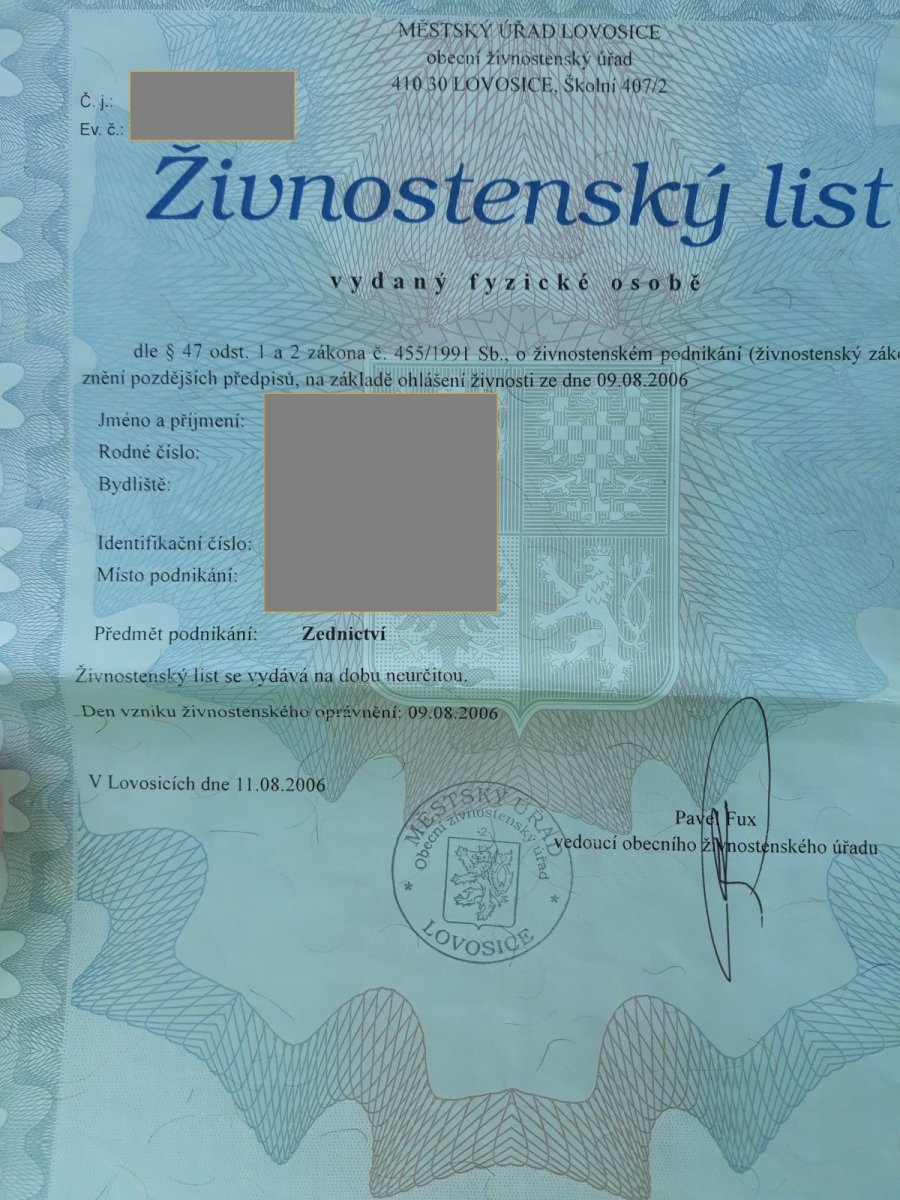 MĚSTSKÝ ÚŘAD LOVOSICE
obecní živnostenský úřad
410 30 LOVOSICE, Školní 407/2
Č. j.:
Ev. č.:
Živnostenský list
vydaný fyzické osobě
dle § 47 odst. 1 a 2 zákona č. 455/1991 Sb., o živnostenském podnikání (živnostenský záko
znění pozdějších předpisů, na základě ohlášení živnosti ze dne 09.08.2006
Jméno a příjmení:
Rodné číslo:
Bydliště:
Identifikační číslo:
Místo podnikání:
Předmět podnikání: Zednictví
Živnostenský list se vydává na dobu neurčitou.
Den vzniku živnostenského oprávnění: 09.08.2006
V Lovosicích dne 11.08.2006
Pavel Fux
vedoucí obecního živnostenského úřadu
MĚSTSKÝ ÚŘAD
Obecní živnostenský úřad
-2-
* LOVOSICE *